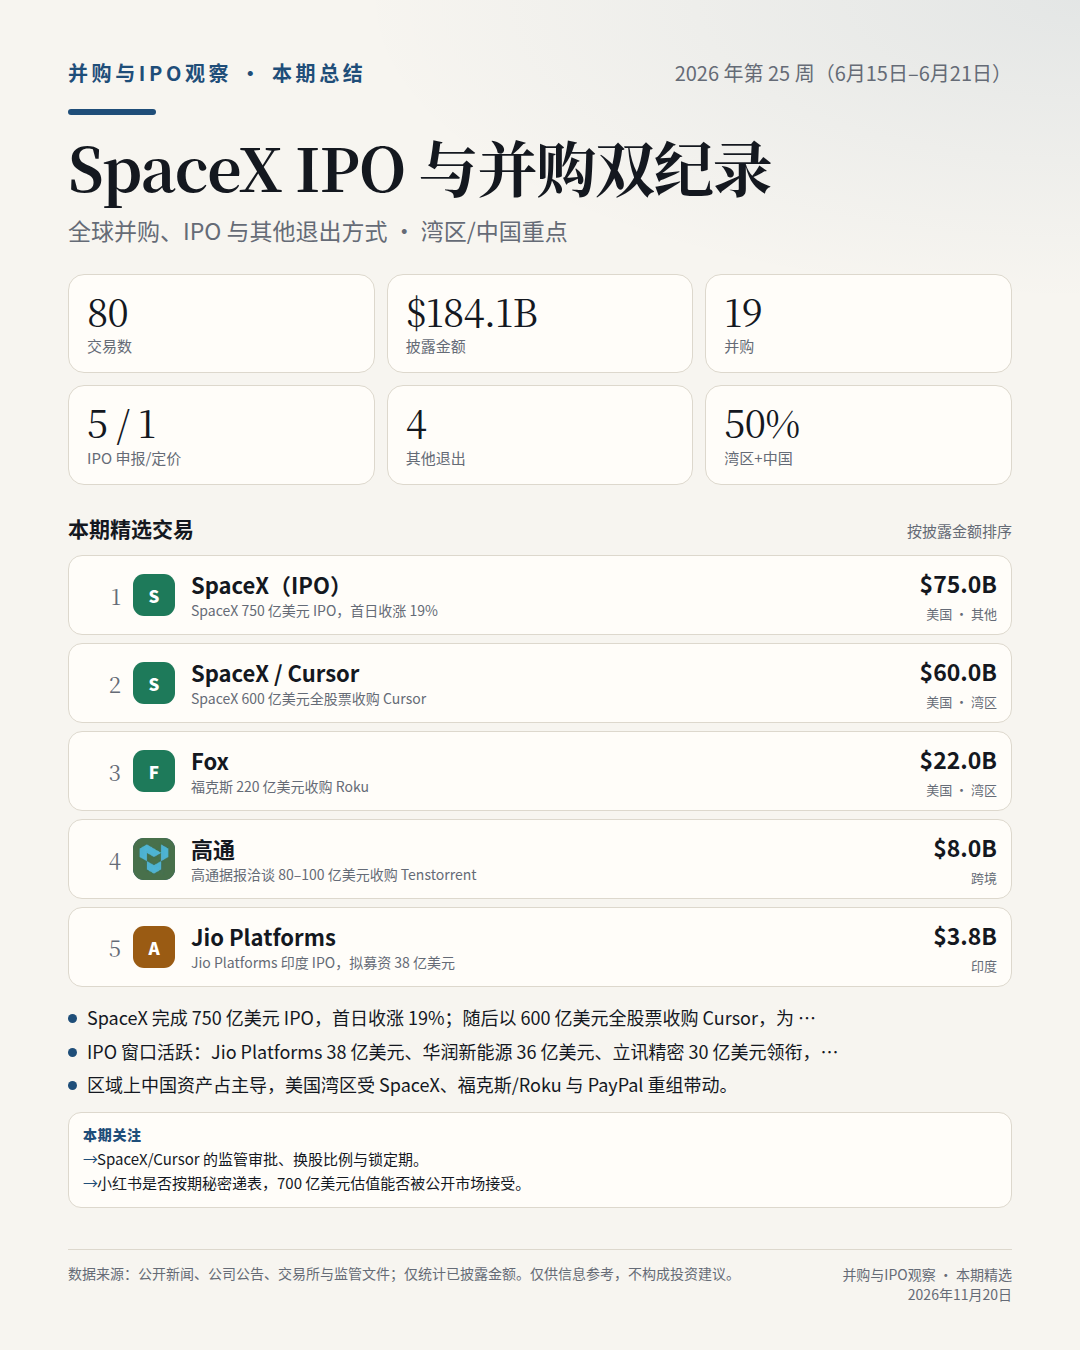 并购与IPO观察 · 本期总结
2026 年第 25 周（6月15日–6月21日）
SpaceX IPO 与并购双纪录
全球并购、IPO 与其他退出方式 · 湾区/中国重点
80
交易数
$184.1B
披露金额
19
并购
5 / 1
IPO 申报/定价
4
其他退出
50%
湾区+中国
本期精选交易
按披露金额排序
1
S
SpaceX（IPO）
SpaceX 750 亿美元 IPO，首日收涨 19%
$75.0B
美国 · 其他
2
S
SpaceX / Cursor
SpaceX 600 亿美元全股票收购 Cursor
$60.0B
美国 · 湾区
3
F
Fox
福克斯 220 亿美元收购 Roku
$22.0B
美国 · 湾区
4
高通
高通据报洽谈 80–100 亿美元收购 Tenstorrent
$8.0B
跨境
5
A
Jio Platforms
Jio Platforms 印度 IPO，拟募资 38 亿美元
$3.8B
印度
SpaceX 完成 750 亿美元 IPO，首日收涨 19%；随后以 600 亿美元全股票收购 Cursor，为 …
IPO 窗口活跃：Jio Platforms 38 亿美元、华润新能源 36 亿美元、立讯精密 30 亿美元领衔，…
区域上中国资产占主导，美国湾区受 SpaceX、福克斯/Roku 与 PayPal 重组带动。
本期关注
→SpaceX/Cursor 的监管审批、换股比例与锁定期。
→小红书是否按期秘密递表，700 亿美元估值能否被公开市场接受。
数据来源：公开新闻、公司公告、交易所与监管文件；仅统计已披露金额。仅供信息参考，不构成投资建议。
并购与IPO观察 · 本期精选
2026年11月20日